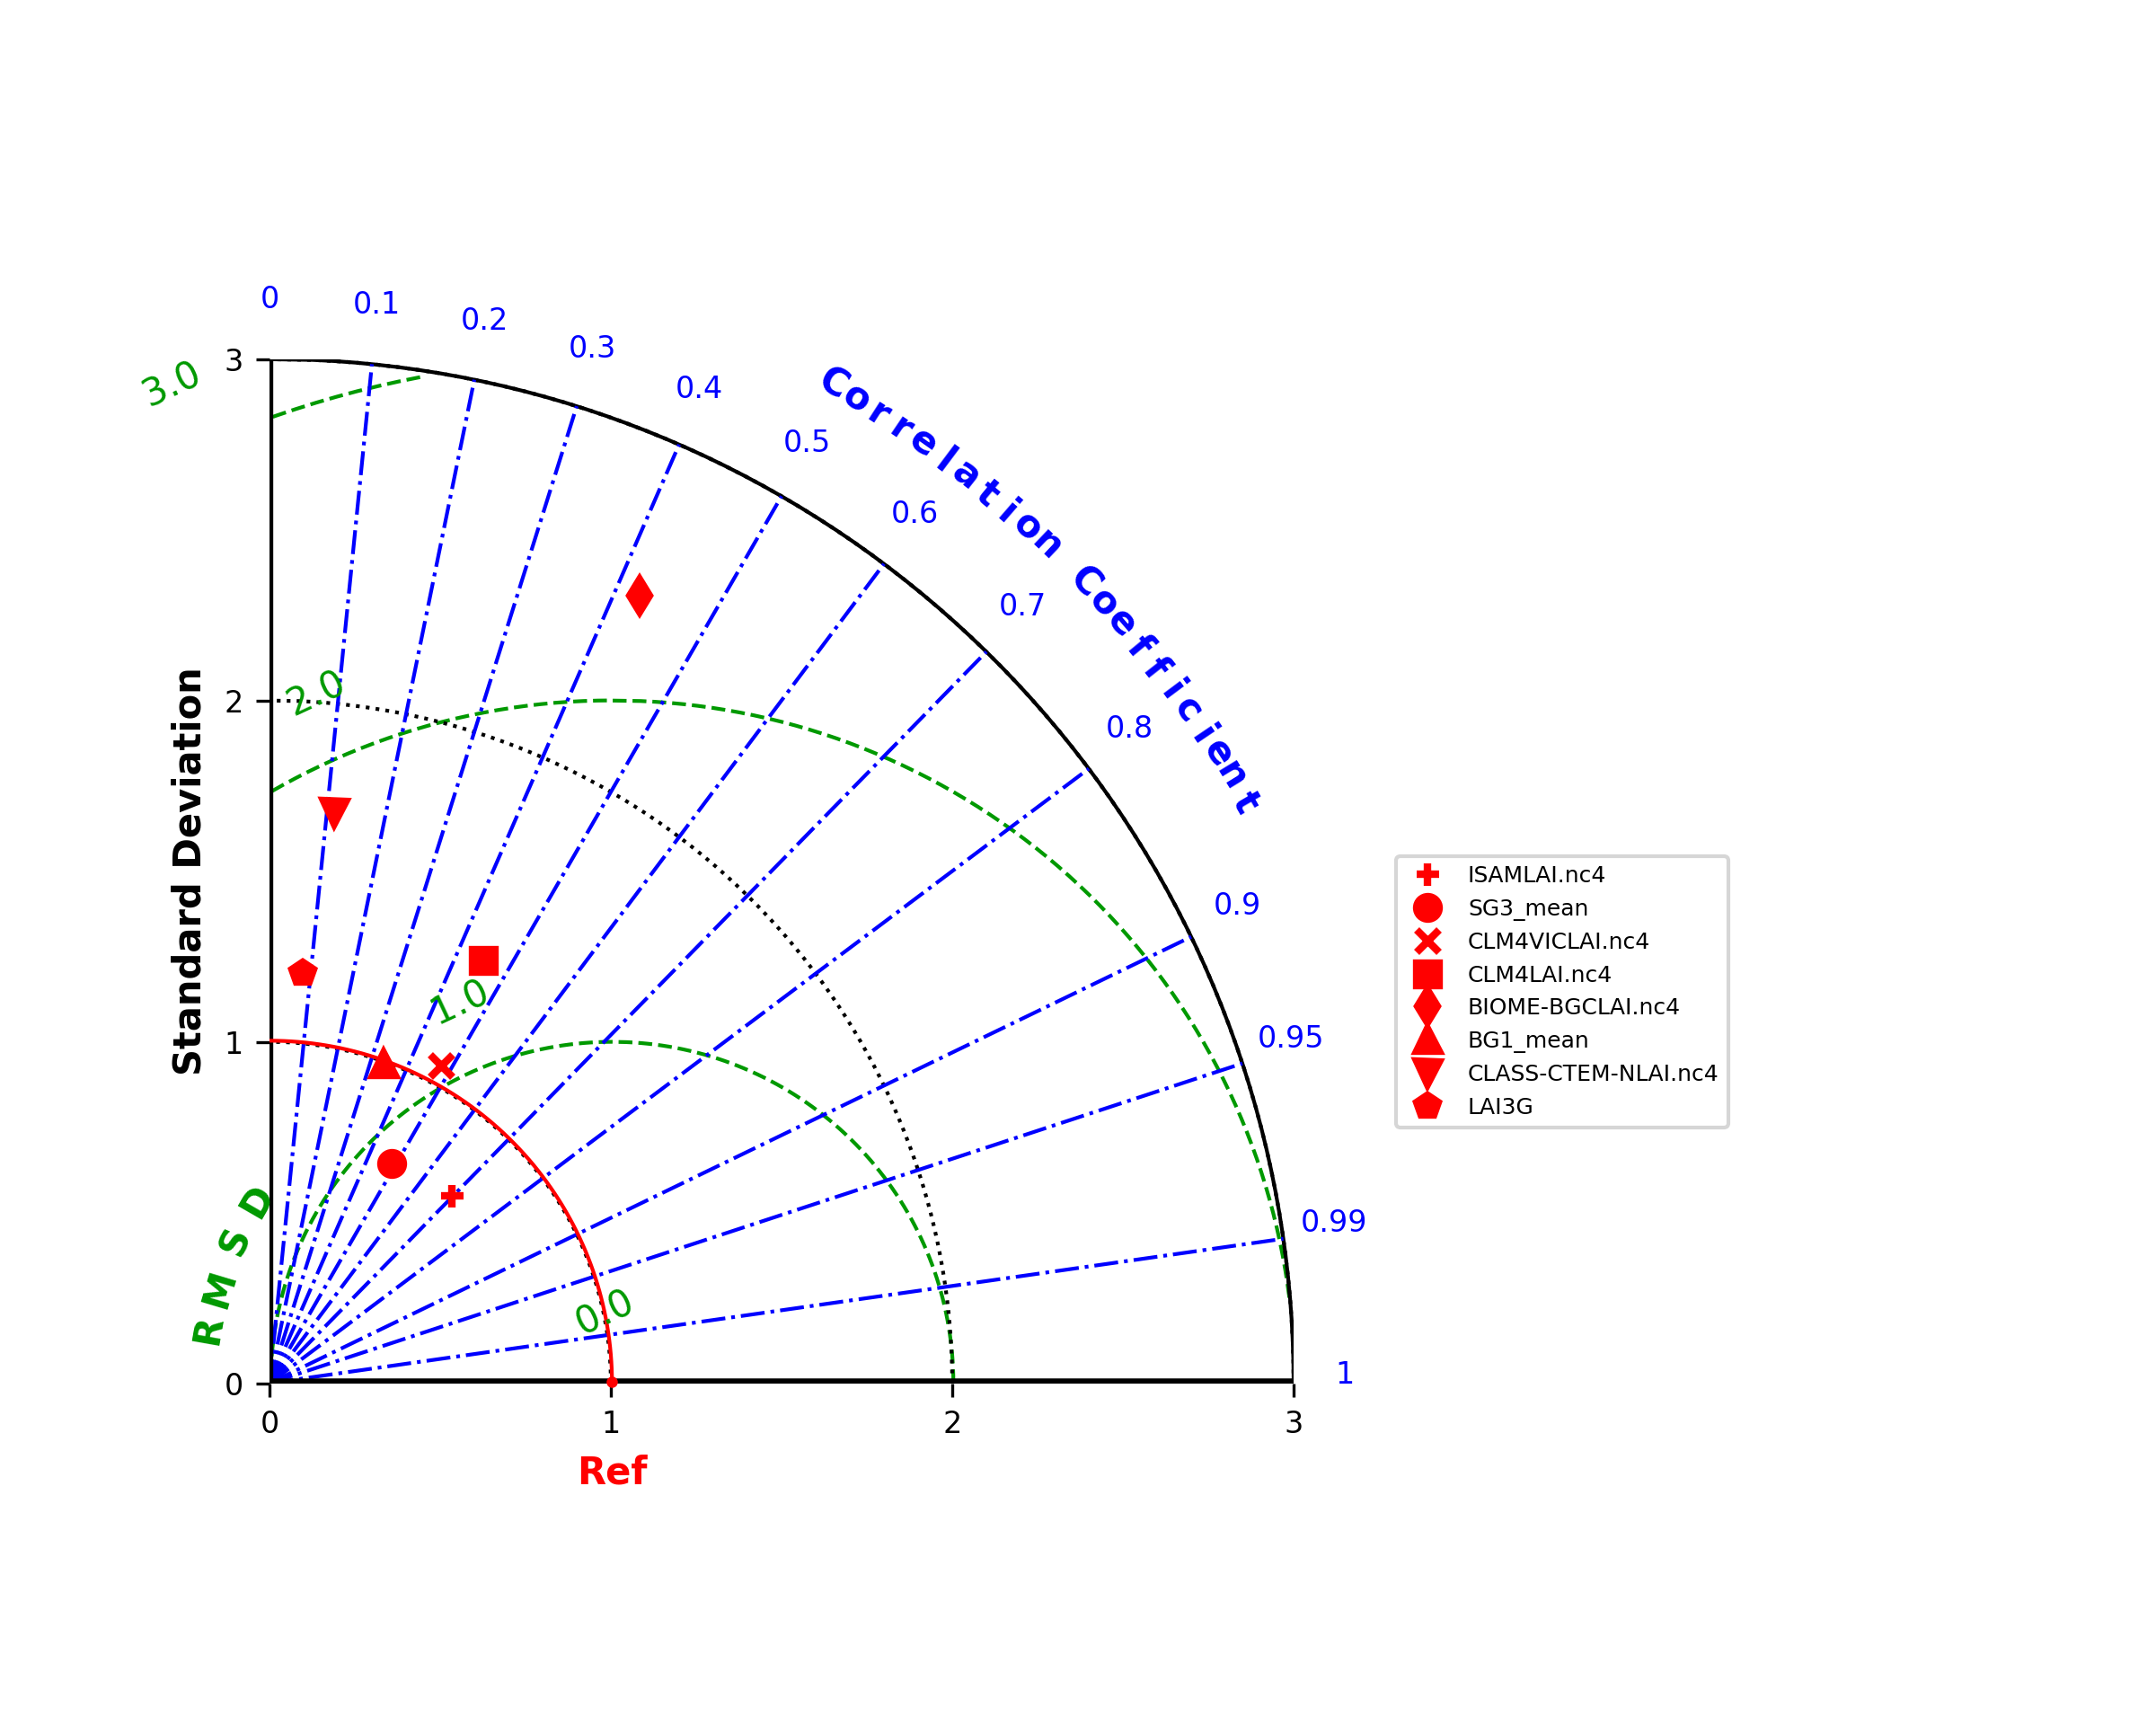 0
0.1
0.2
0.3
0.4
0.5
0.6
0.7
0.8
0.9
0.95
0.99
1
Correlation Coefficient
3.0
2.0
1.0
0.0
R M S D
Standard Deviation
3
2
1
0
0
1
2
3
Ref
ISAMLAI.nc4
SG3_mean
CLM4VICLAI.nc4
CLM4LAI.nc4
BIOME-BGCLAI.nc4
BG1_mean
CLASS-CTEM-NLAI.nc4
LAI3G